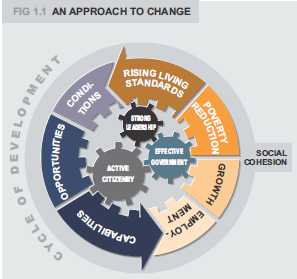 FIG 1.1 AN APPROACH TO CHANGE
CYCLE OF DEVELOPMENT
RISING LIVING
STANDARDS
POVERTY
REDUCTION
GROWTH
EMPLOY-
MENT
CAPABILITIES
OPPORTUNITIES
CONDI-
TIONS
STRONG
LEADERSHIP
EFFECTIVE
GOVERNMENT
ACTIVE
CITIZENRY
SOCIAL
COHESION